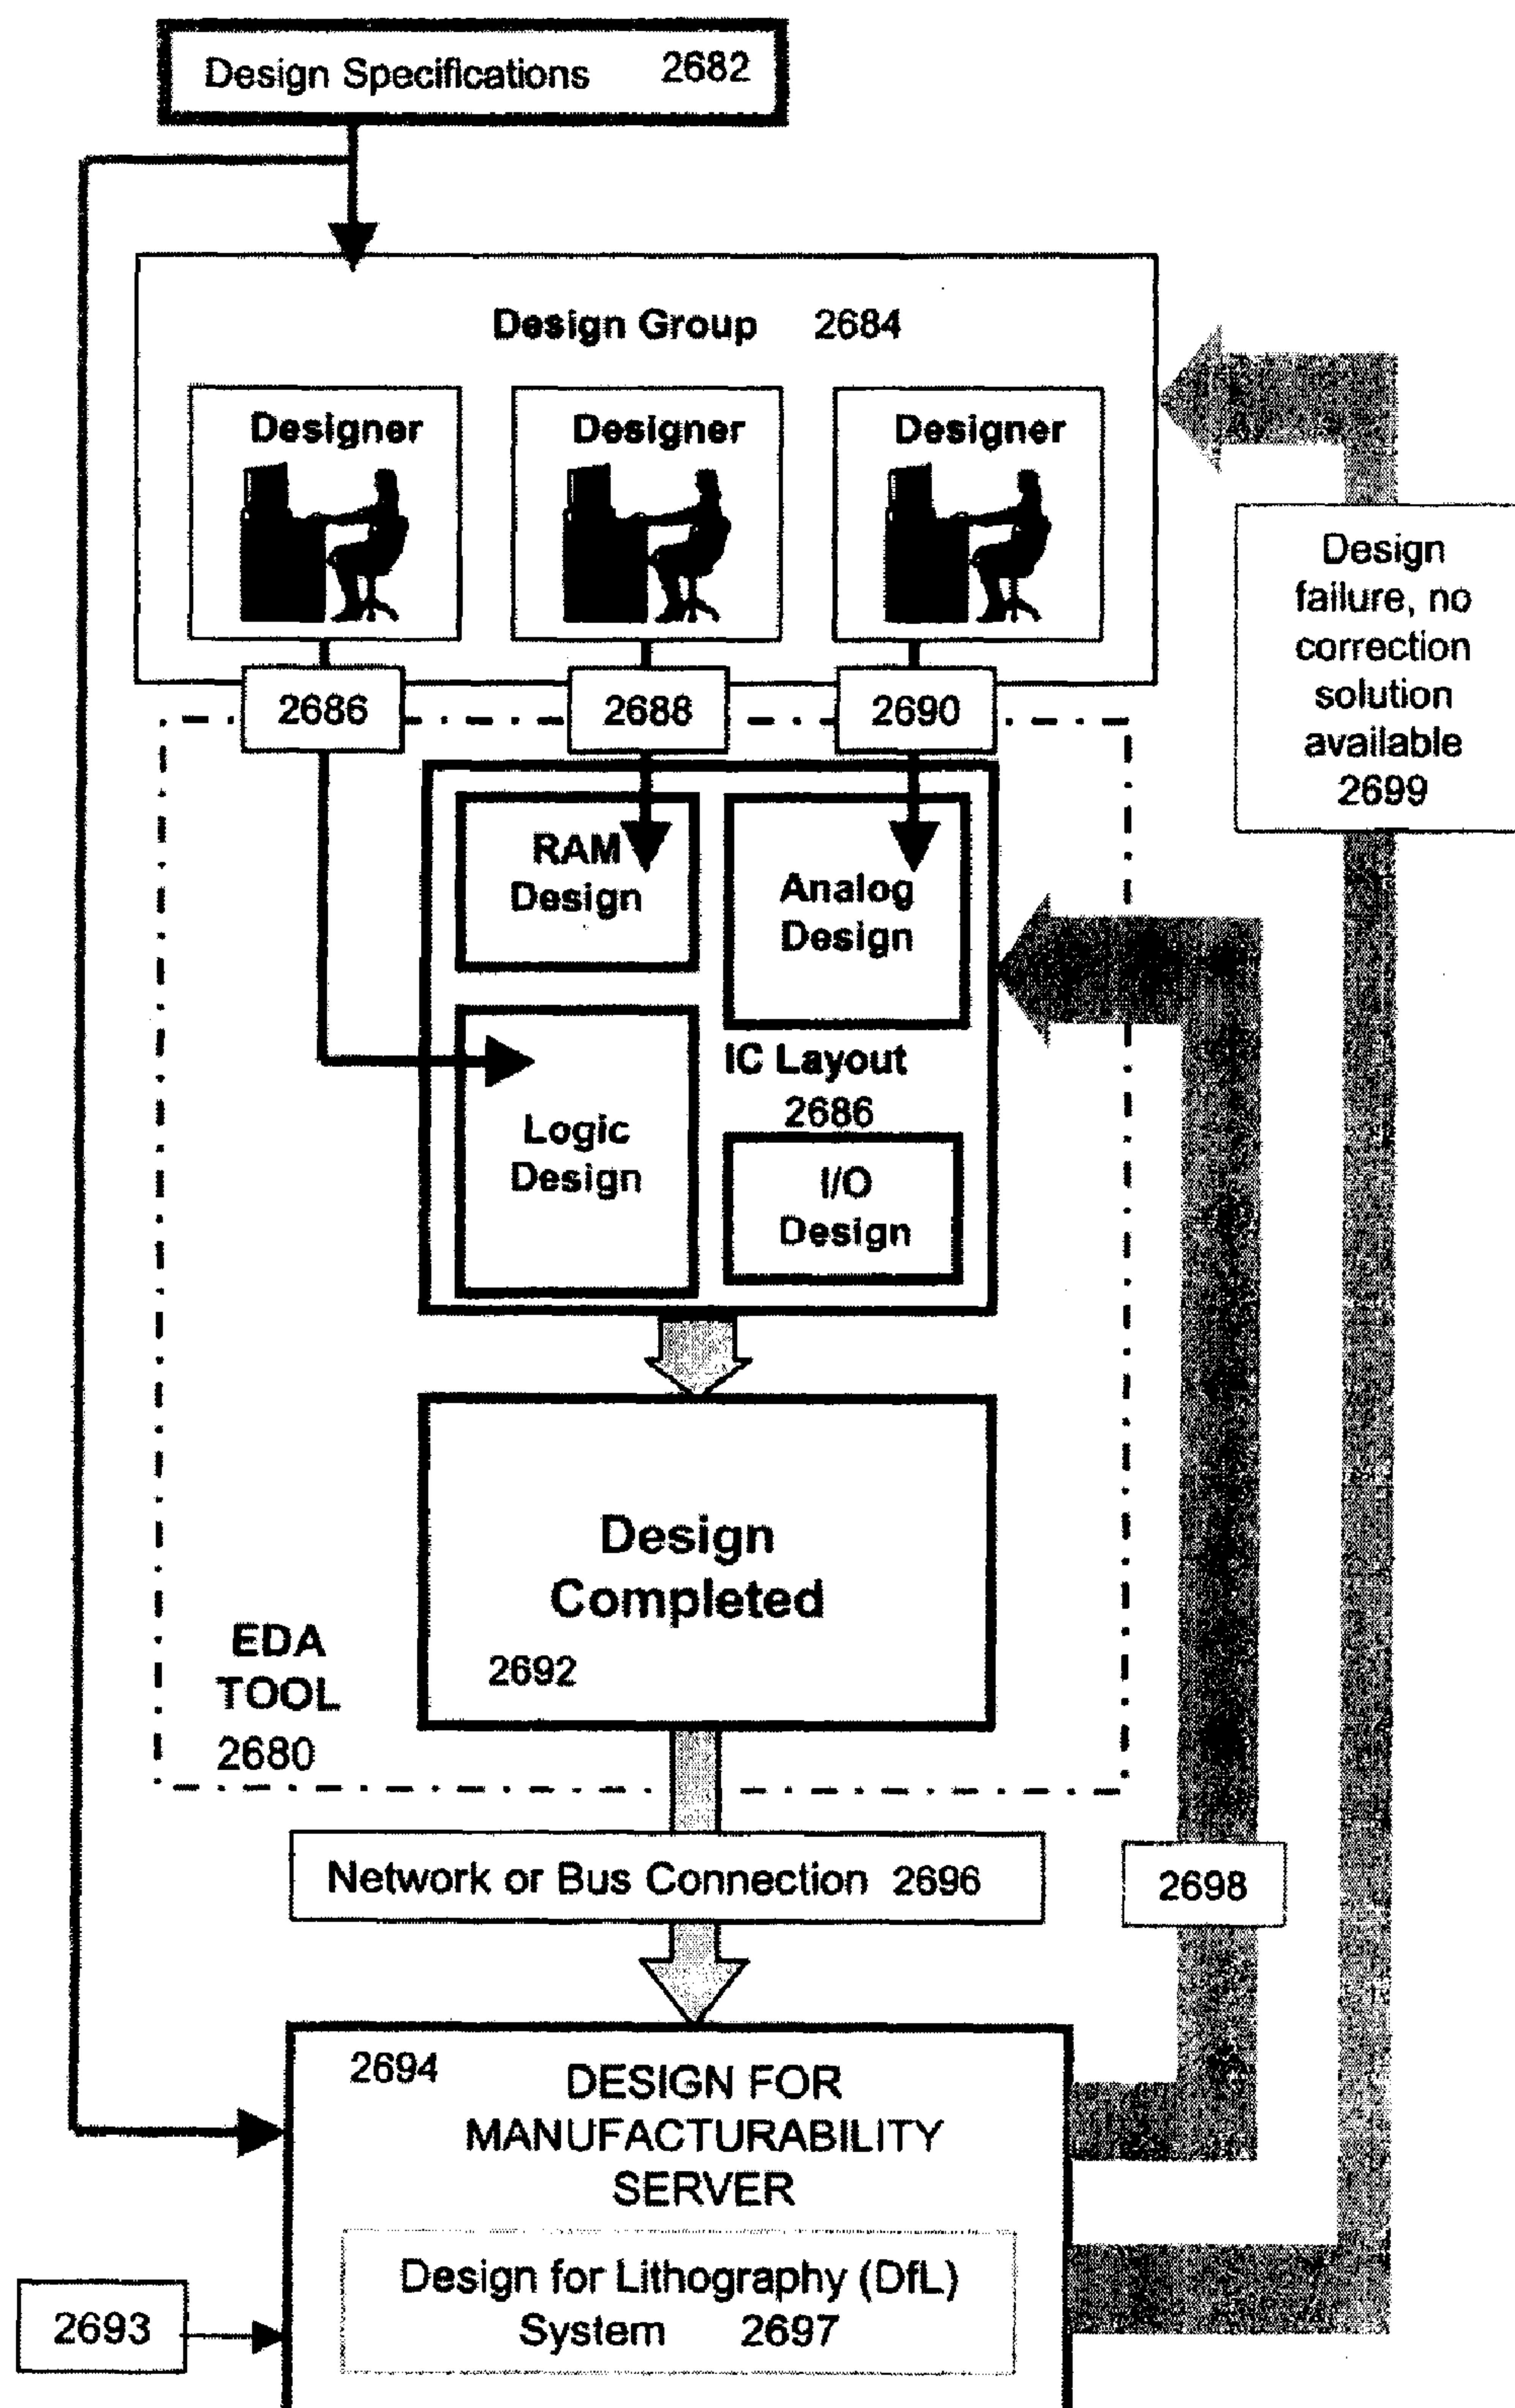 Design Specifications 2682
Design Group 2684
Designer
Designer
Designer
2686
2688
2690
Design
failure, no
correction
solution
available
2699
RAM
Design
Analog
Design
IC Layout
2686
Logic
Design
I/O
Design
Design
Completed
2692
EDA
TOOL
2680
Network or Bus Connection 2696
2698
2694
DESIGN FOR
MANUFACTURABILITY
SERVER
Design for Lithography (DfL)
System 2697
2693